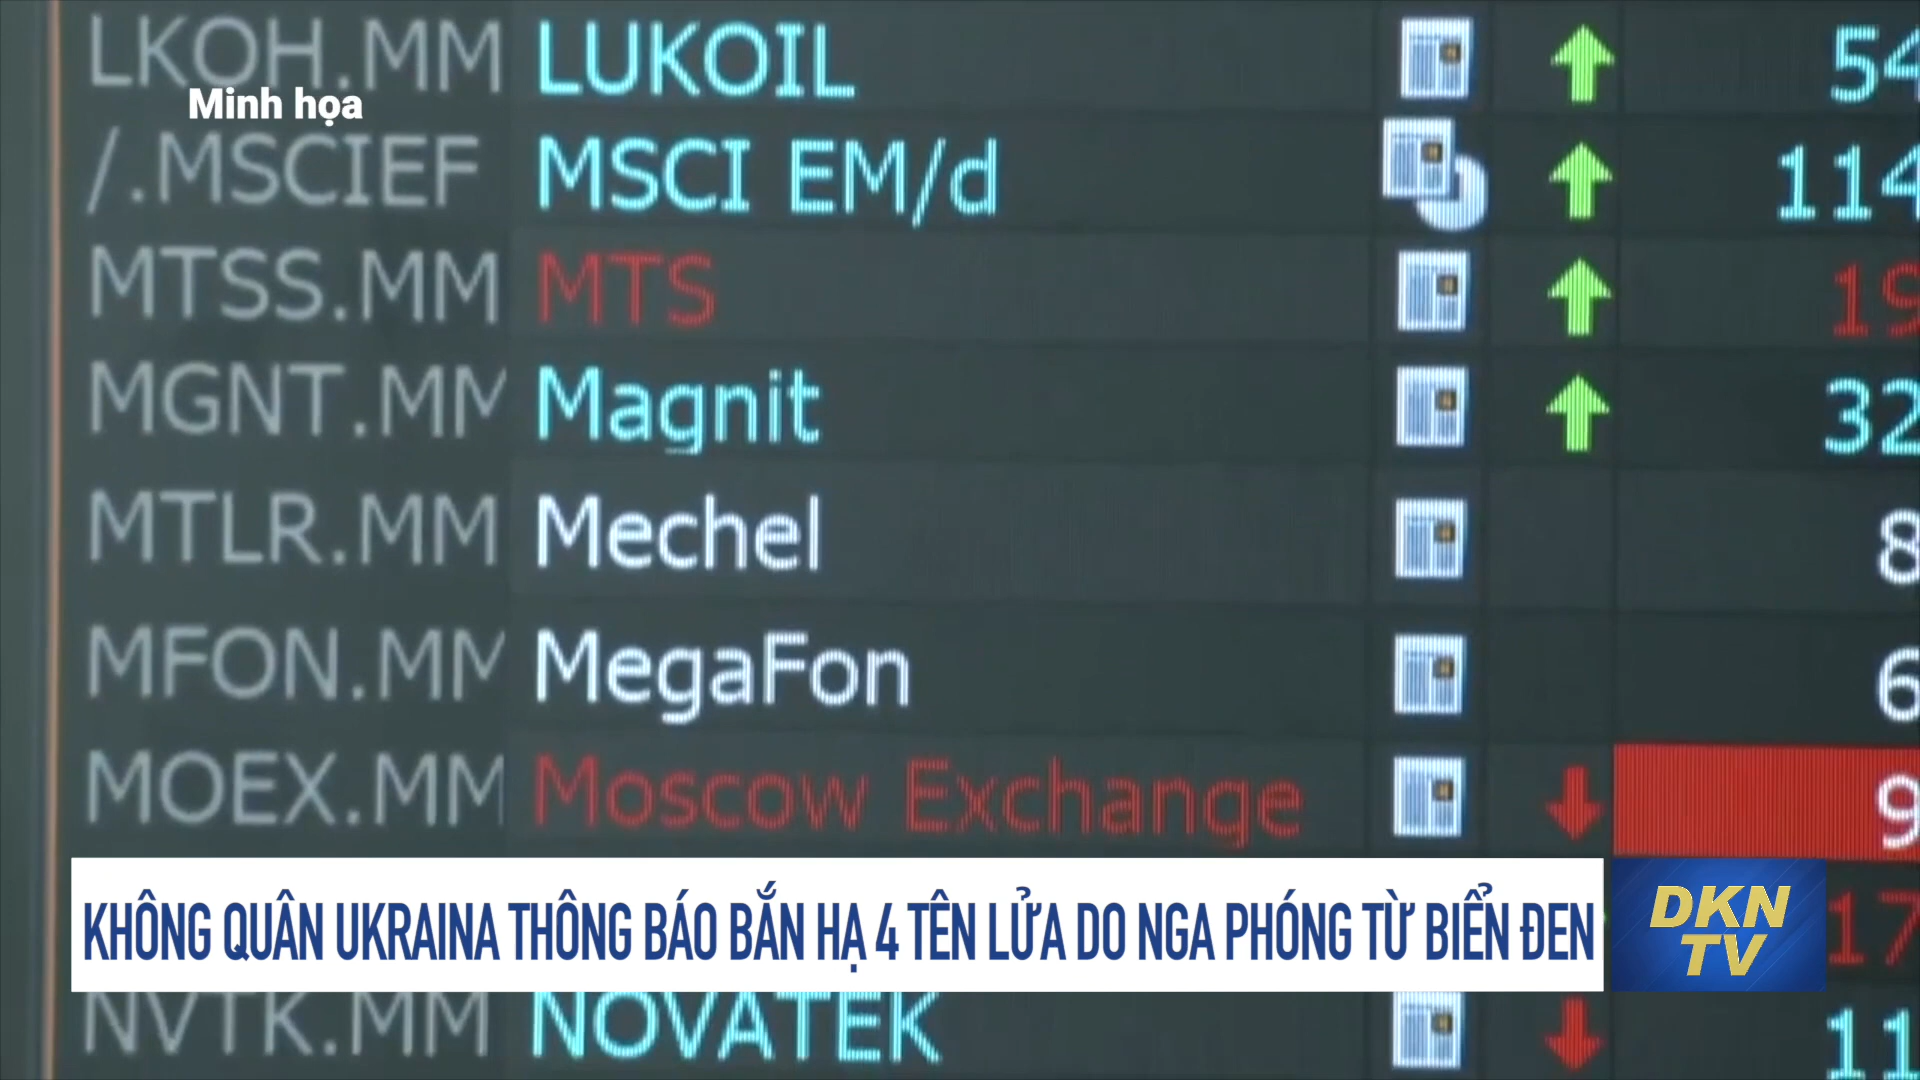 LKOH.MM LUKOIL 54
Minh họa
/.MSCIEF MSCI EM/d 114
MTSS.MM MTS 19
MGNT.MM Magnit 32
MTLR.MM Mechel 8
MFON.MM MegaFon 6
MOEX.MM Moscow Exchange 9
KHÔNG QUÂN UKRAINA THÔNG BÁO BẮN HẠ 4 TÊN LỬA DO NGA PHÓNG TỪ BIỂN ĐEN
DKN
TV
17
NVTK.MM NOVATEK 11